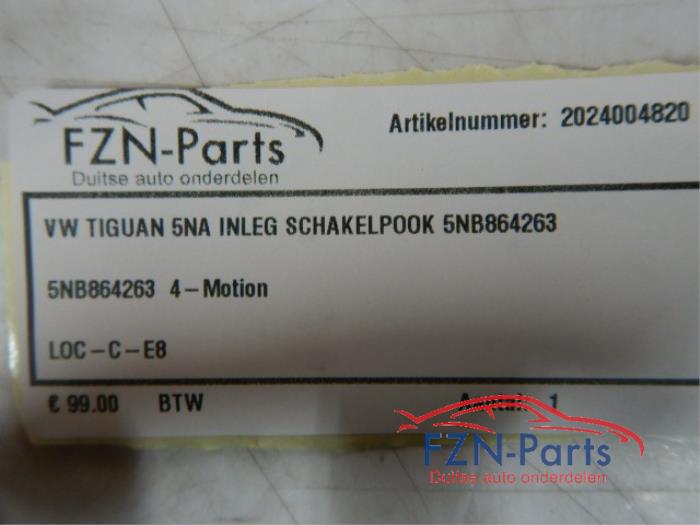 FZN-Parts
Duitse auto onderdelen
Artikelnummer: 2024004820
VW TIGUAN 5NA INLEG SCHAKELPOOK 5NB864263
5NB864263 4-Motion
LOC-C-E8
€ 99.00 BTW
Aantal: 1
FZN-Parts
Duitse auto onderdelen